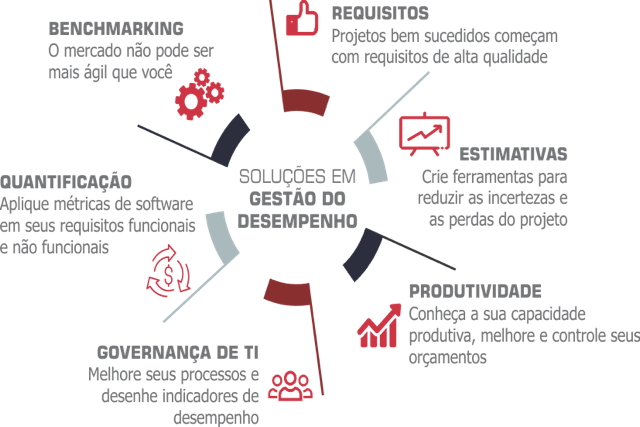 REQUISITOS
Projetos bem sucedidos começam
com requisitos de alta qualidade
BENCHMARKING
O mercado não pode ser
mais ágil que você
ESTIMATIVAS
Crie ferramentas para
reduzir as incertezas e
as perdas do projeto
SOLUÇÕES EM
GESTÃO DO
DESEMPENHO
QUANTIFICAÇÃO
Aplique métricas de software
em seus requisitos funcionais
e não funcionais
$
PRODUTIVIDADE
Conheça a sua capacidade
produtiva, melhore e controle seus
orçamentos
GOVERNANÇA DE TI
Melhore seus processos e
desenhe indicadores de
desempenho